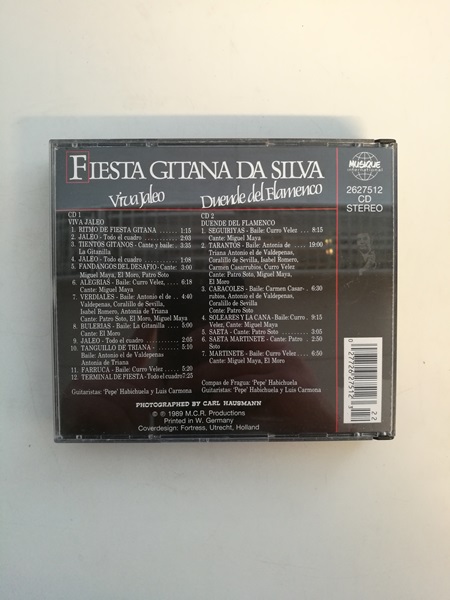 FIESTA GITANA DA SILVA
Viva Jaleo
Duende del Flamenco
MUSIQUE
international
2627512
CD
STEREO
CD 1
VIVA JALEO
1. RITMO DE FIESTA GITANA . . . . . . 1:15
2. JALEO - Todo el cuadro . . . . . . . 2:03
3. TIENTOS GITANOS - Cante y baile: . 3:35
La Gitanilla
4. JALEO - Todo el cuadro . . . . . . . 1:08
5. FANDANGOS DEL DESAFIO - Cante: 3:00
Miguel Maya, El Moro, Patro Soto
6. ALEGRIAS - Baile: Curro Velez, . . . 6:18
Cante: Miguel Maya
7. VERDIALES - Baile: Antonio el de . . 4:40
Valdepenas, Coralillo de Sevilla,
Isabel Romero, Antonia de Triana
Cante: Patro Soto, El Moro, Miguel Maya
8. BULERIAS - Baile: La Gitanilla . . . . 5:00
Cante: El Moro
9. JALEO - Todo el cuadro . . . . . . . 2:05
10. TANGUILLO DE TRIANA . . . . . . . 5:10
Baile: Antonio el de Valdepenas
Antonia de Triana
11. FARRUCA - Baile: Curro Velez . . . . 5:20
12. TERMINAL DE FIESTA - Todo el cuadro 7:25
Guitaristas: 'Pepe' Habichuela y Luis Carmona
CD 2
DUENDE DEL FLAMENCO
1. SEGUIRIYAS - Baile: Curro Velez . . . 8:15
Cante: Miguel Maya
2. TARANTOS - Baile: Antonia de . . . . 19:00
Triana Antonio el de Valdepenas,
Coralillo de Sevilla, Isabel Romero,
Carmen Casarrubios, Curro Velez
Cante: Patro Soto, Miguel Maya,
El Moro
3. CARACOLES - Baile: Carmen Casar- 6:30
rubios, Antonio el de Valdepenas,
Coralillo de Sevilla
Conte: Patro Soto
4. SOLEARES Y LA CANA - Baile: Curro . 9:15
Velez, Cante: Miguel Maya
5. SAETA - Cante: Patro Soto . . . . . . 3:05
6. SAETA MARTINETE - Cante: Patro . . 2:50
Soto
7. MARTINETE - Baile: Curro Velez . . . 6:50
Cante: Miguel Maya, El Moro
Compas de Fragua: 'Pepe' Habichuela
Guitaristas: 'Pepe' Habichuela y Luis Carmona
PHOTOGRAPHED BY CARL HAUSMANN
© ℗ 1989 M.C.R. Productions
Printed in W. Germany
Coverdesign: Fortress, Utrecht, Holland
22